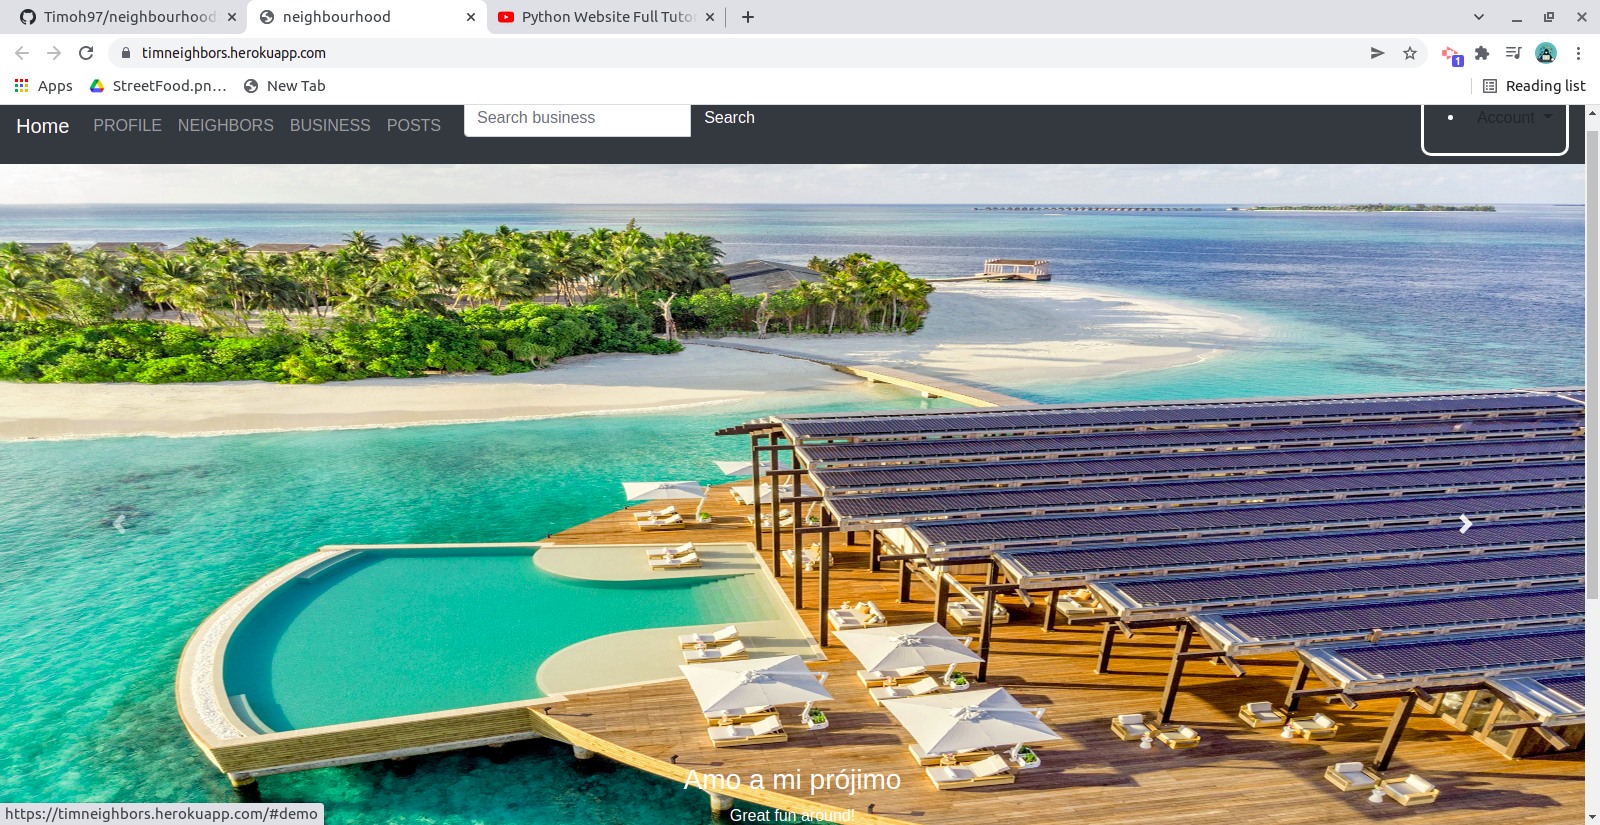 Timoh97/neighbourhood
neighbourhood
Python Website Full Tuto
timneighbors.herokuapp.com
1
Apps
StreetFood.pn...
New Tab
Reading list
Home PROFILE NEIGHBORS BUSINESS POSTS Search business Search Account
Amo a mi prójimo
Great fun around!
https://timneighbors.herokuapp.com/#demo